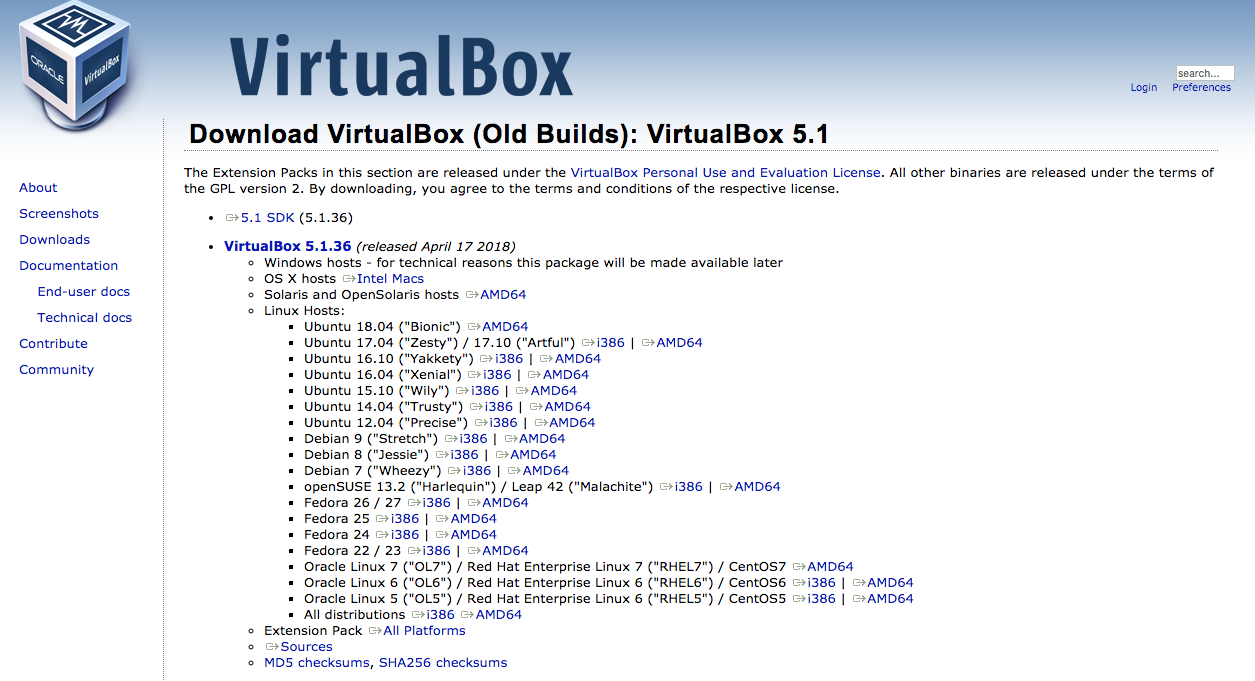 ORACLE
VirtualBox
VirtualBox
search...
Login Preferences
Download VirtualBox (Old Builds): VirtualBox 5.1
The Extension Packs in this section are released under the VirtualBox Personal Use and Evaluation License. All other binaries are released under the terms of
the GPL version 2. By downloading, you agree to the terms and conditions of the respective license.
About
Screenshots
Downloads
Documentation
End-user docs
Technical docs
Contribute
Community
5.1 SDK (5.1.36)
VirtualBox 5.1.36 (released April 17 2018)
Windows hosts - for technical reasons this package will be made available later
OS X hosts Intel Macs
Solaris and OpenSolaris hosts AMD64
Linux Hosts:
Ubuntu 18.04 ("Bionic") AMD64
Ubuntu 17.04 ("Zesty") / 17.10 ("Artful") i386 | AMD64
Ubuntu 16.10 ("Yakkety") i386 | AMD64
Ubuntu 16.04 ("Xenial") i386 | AMD64
Ubuntu 15.10 ("Wily") i386 | AMD64
Ubuntu 14.04 ("Trusty") i386 | AMD64
Ubuntu 12.04 ("Precise") i386 | AMD64
Debian 9 ("Stretch") i386 | AMD64
Debian 8 ("Jessie") i386 | AMD64
Debian 7 ("Wheezy") i386 | AMD64
openSUSE 13.2 ("Harlequin") / Leap 42 ("Malachite") i386 | AMD64
Fedora 26 / 27 i386 | AMD64
Fedora 25 i386 | AMD64
Fedora 24 i386 | AMD64
Fedora 22 / 23 i386 | AMD64
Oracle Linux 7 ("OL7") / Red Hat Enterprise Linux 7 ("RHEL7") / CentOS7 AMD64
Oracle Linux 6 ("OL6") / Red Hat Enterprise Linux 6 ("RHEL6") / CentOS6 i386 | AMD64
Oracle Linux 5 ("OL5") / Red Hat Enterprise Linux 6 ("RHEL5") / CentOS5 i386 | AMD64
All distributions i386 AMD64
Extension Pack All Platforms
Sources
MD5 checksums, SHA256 checksums